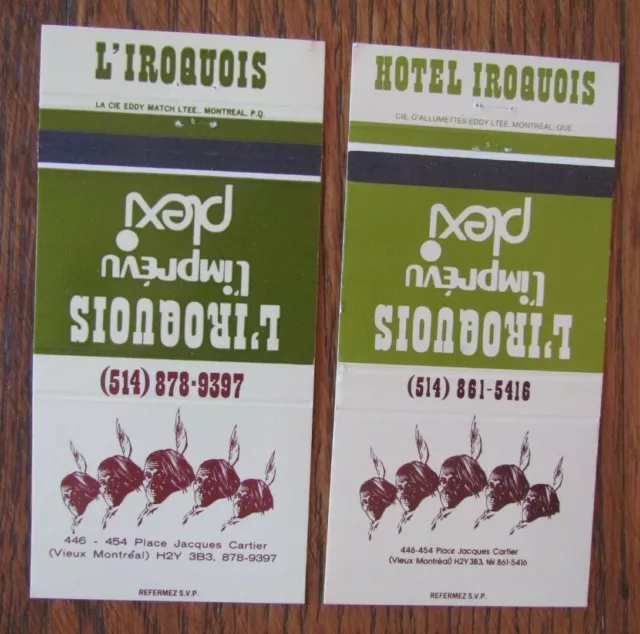 L'IROQUOIS
LA CIE EDDY MATCH LTEE., MONTREAL, P.Q.
L'IROQUOIS
L'imprévu
plexi
(514) 878-9397
446 - 454 Place Jacques Cartier
(Vieux Montréal) H2Y 3B3, 878-9397
REFERMEZ S.V.P.
HOTEL IROQUOIS
CIE. D'ALLUMETTES EDDY LTEE, MONTREAL, QUE.
L'IROQUOIS
L'imprévu
plexi
(514) 861-5416
446-454 Place Jacques Cartier
(Vieux Montréal) H2Y 3B3, tél 861-5416
REFERMEZ S.V.P.